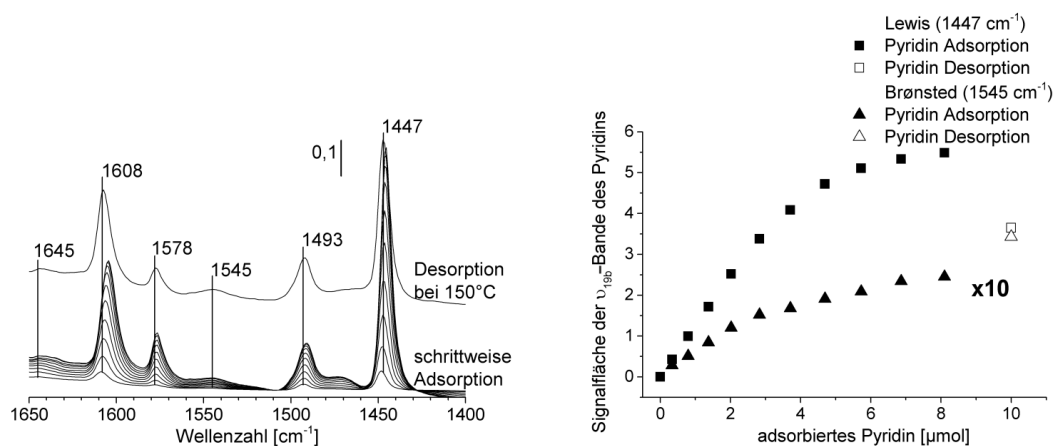 1447
1608
0,1
1645
1578
1545
1493
Desorption
bei 150°C
schrittweise
Adsorption
1650 1600 1550 1500 1450 1400
Wellenzahl [cm⁻¹]
Lewis (1447 cm⁻¹)
Pyridin Adsorption
Pyridin Desorption
Brønsted (1545 cm⁻¹)
Pyridin Adsorption
Pyridin Desorption
Signalfläche der υ₁₉b–Bande des Pyridins
6
5
4
3
2
1
0
x10
0 2 4 6 8 10
adsorbiertes Pyridin [µmol]